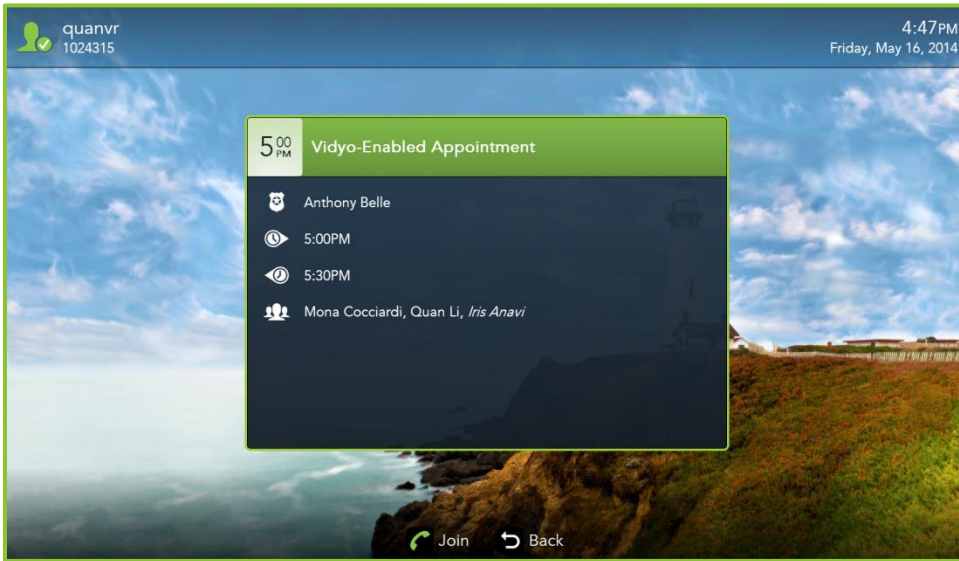 quanvr
1024315
4:47PM
Friday, May 16, 2014
5 00 PM
Vidyo-Enabled Appointment
Anthony Belle
5:00PM
5:30PM
Mona Cocciardi, Quan Li, Iris Anavi
Join Back